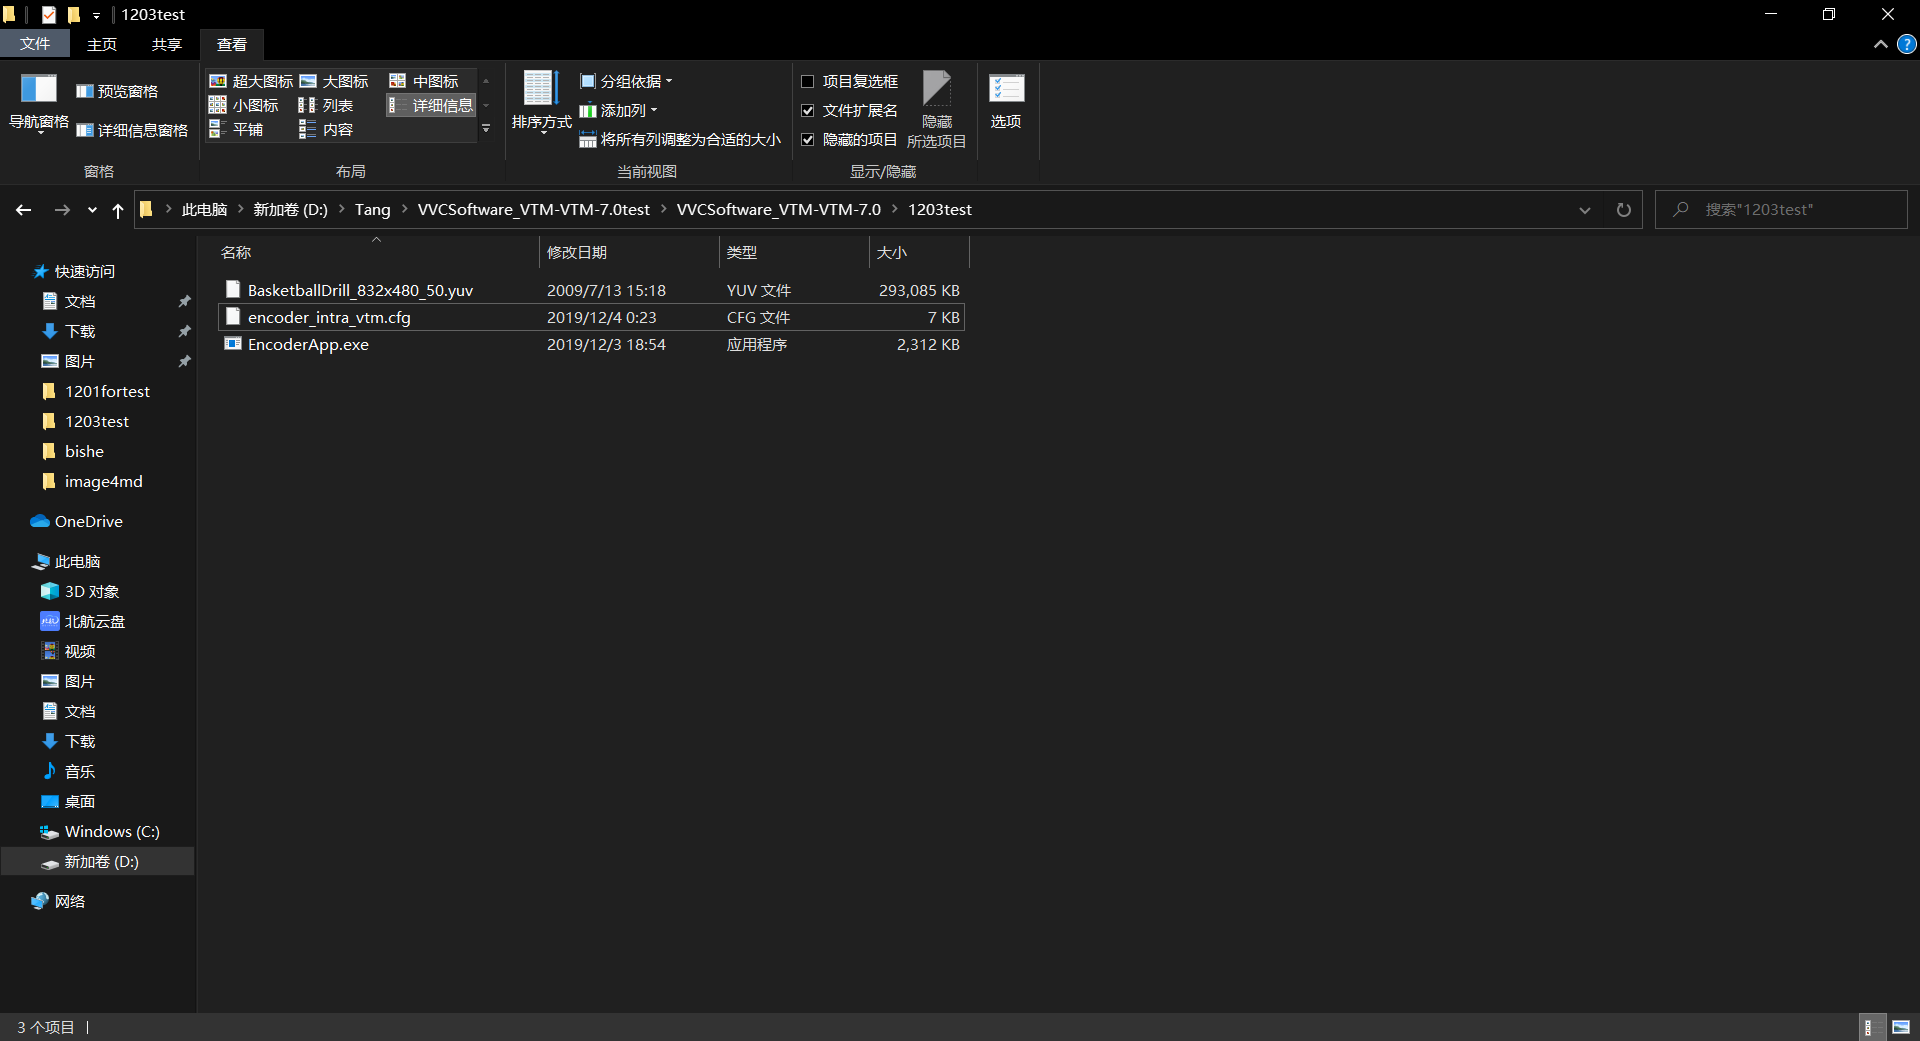 1203test
文件 主页 共享 查看
导航窗格
预览窗格
详细信息窗格
窗格
超大图标 大图标 中图标
小图标 列表 详细信息
平铺 内容
布局
排序方式
分组依据
添加列
将所有列调整为合适的大小
当前视图
项目复选框
文件扩展名
隐藏的项目
隐藏
所选项目
显示/隐藏
选项
此电脑 新加卷 (D:) Tang VVCSoftware_VTM-VTM-7.0test VVCSoftware_VTM-VTM-7.0 1203test
搜索"1203test"
名称 修改日期 类型 大小
BasketballDrill_832x480_50.yuv 2009/7/13 15:18 YUV 文件 293,085 KB
encoder_intra_vtm.cfg 2019/12/4 0:23 CFG 文件 7 KB
EncoderApp.exe 2019/12/3 18:54 应用程序 2,312 KB
快速访问
文档
下载
图片
1201fortest
1203test
bishe
image4md
OneDrive
此电脑
3D 对象
北航云盘
视频
图片
文档
下载
音乐
桌面
Windows (C:)
新加卷 (D:)
网络
3 个项目